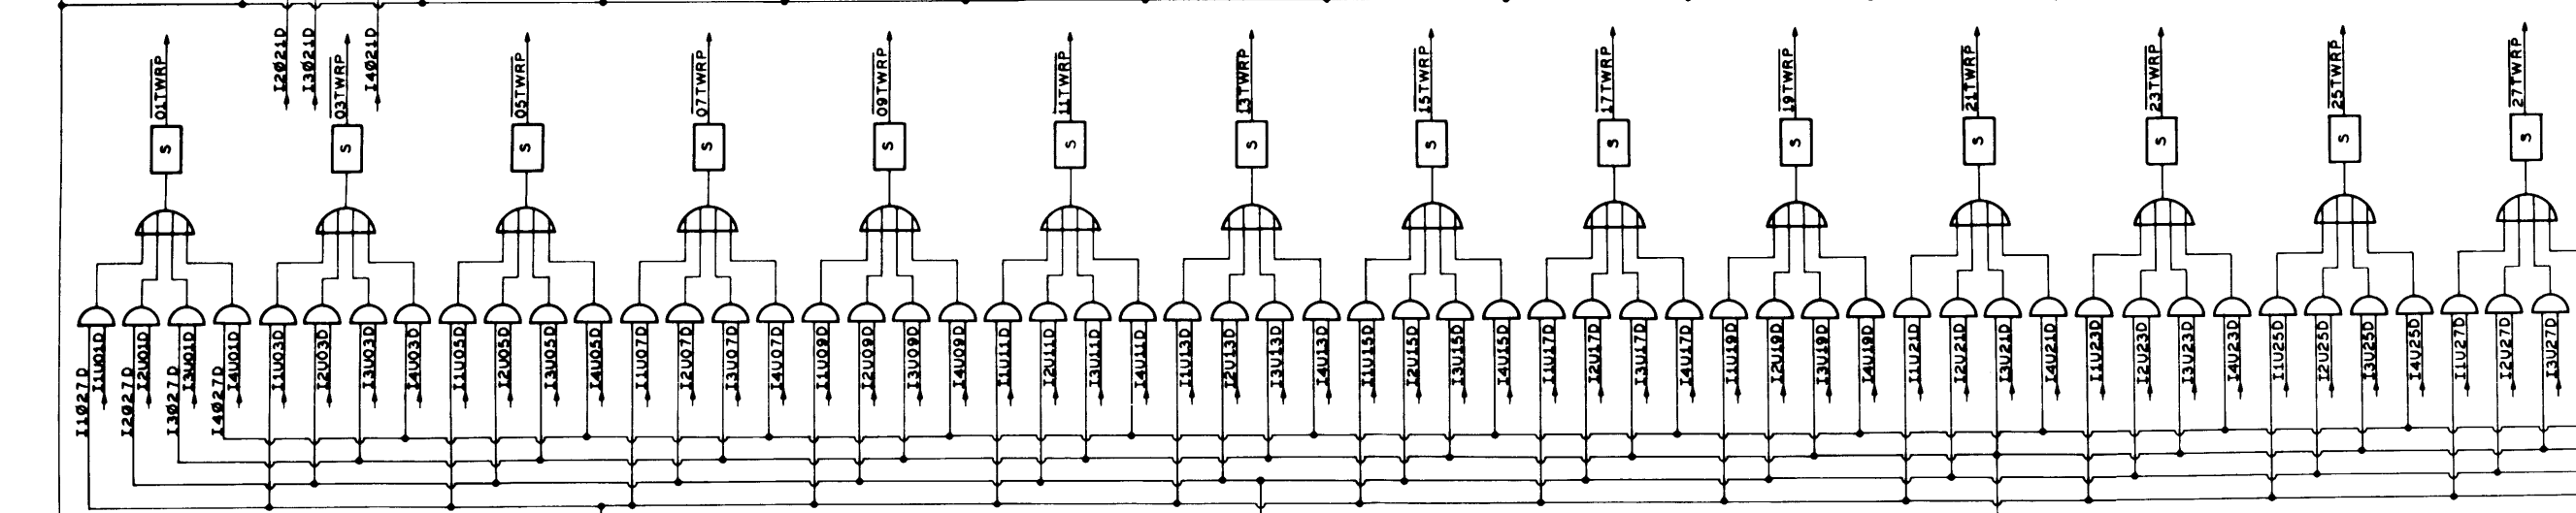 I2Ø21D
I3Ø21D
I4Ø21D
01TWRP
03TWRP
05TWRP
07TWRP
09TWRP
11TWRP
13TWRP
15TWRP
17TWRP
19TWRP
21TWRP
23TWRP
25TWRP
27TWRP
S
S
S
S
S
S
S
S
S
S
S
S
S
S
I1U01D
I2U01D
I3U01D
I4U01D
I1U03D
I2U03D
I3U03D
I4U03D
I1U05D
I2U05D
I3U05D
I4U05D
I1U07D
I2U07D
I3U07D
I4U07D
I1U09D
I2U09D
I3U09D
I4U09D
I1U11D
I2U11D
I3U11D
I4U11D
I1U13D
I2U13D
I3U13D
I4U13D
I1U15D
I2U15D
I3U15D
I4U15D
I1U17D
I2U17D
I3U17D
I4U17D
I1U19D
I2U19D
I3U19D
I4U19D
I1U21D
I2U21D
I3U21D
I4U21D
I1U23D
I2U23D
I3U23D
I4U23D
I1U25D
I2U25D
I3U25D
I4U25D
I1U27D
I2U27D
I3U27D
I1Ø27D
I2Ø27D
I3Ø27D
I4Ø27D